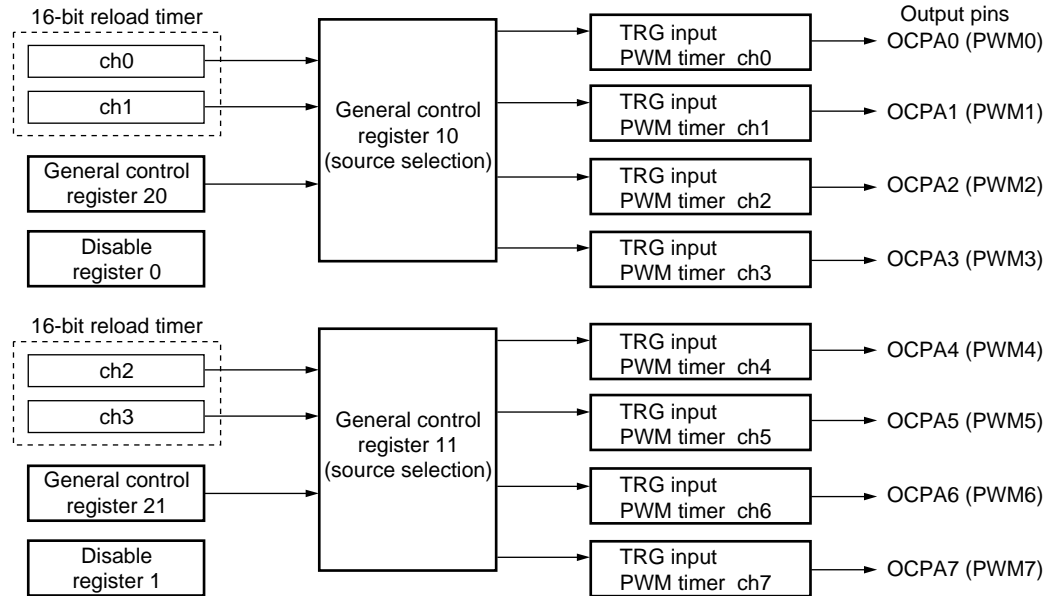 16-bit reload timer
ch0
ch1
General control
register 20
Disable
register 0
General control
register 10
(source selection)
TRG input
PWM timer ch0
TRG input
PWM timer ch1
TRG input
PWM timer ch2
TRG input
PWM timer ch3
Output pins
OCPA0 (PWM0)
OCPA1 (PWM1)
OCPA2 (PWM2)
OCPA3 (PWM3)
16-bit reload timer
ch2
ch3
General control
register 21
Disable
register 1
General control
register 11
(source selection)
TRG input
PWM timer ch4
TRG input
PWM timer ch5
TRG input
PWM timer ch6
TRG input
PWM timer ch7
OCPA4 (PWM4)
OCPA5 (PWM5)
OCPA6 (PWM6)
OCPA7 (PWM7)